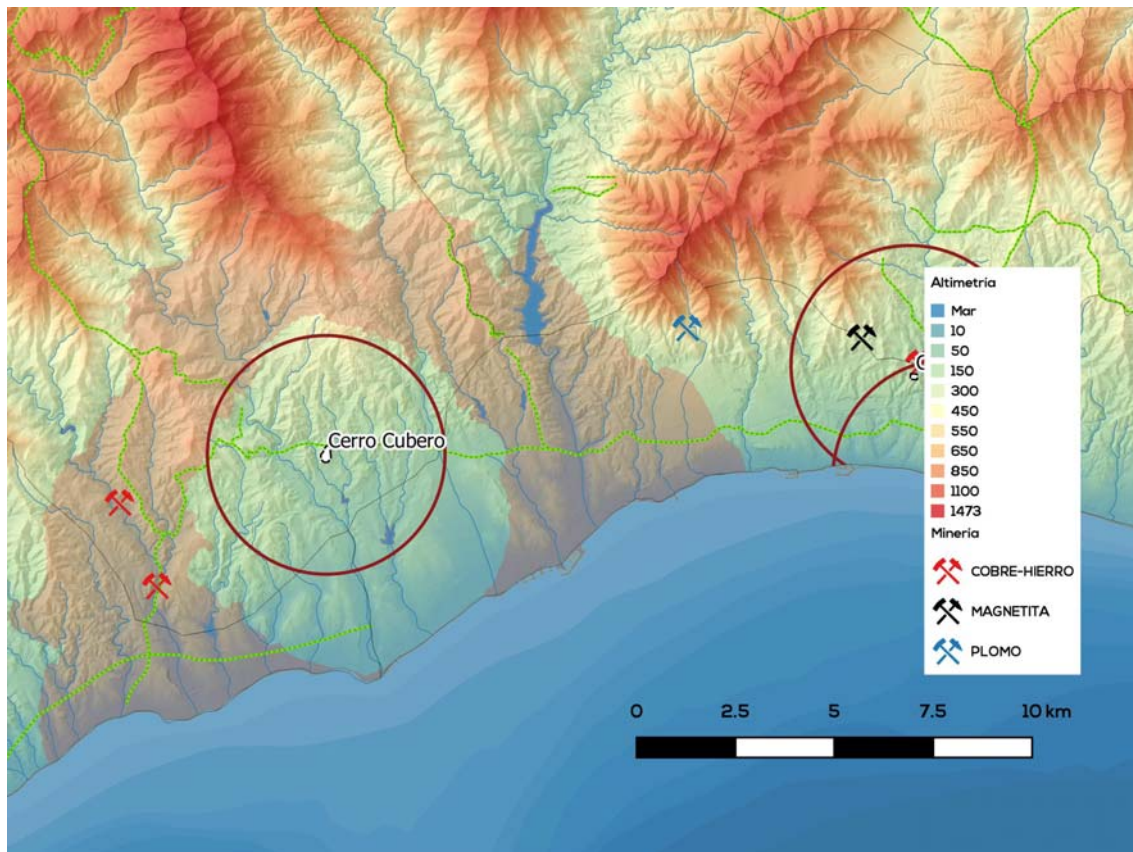 Altimetría
Mar
10
50
150
300
450
550
650
850
1100
1473
Minería
COBRE-HIERRO
MAGNETITA
PLOMO
Cerro Cubero
0 2.5 5 7.5 10 km